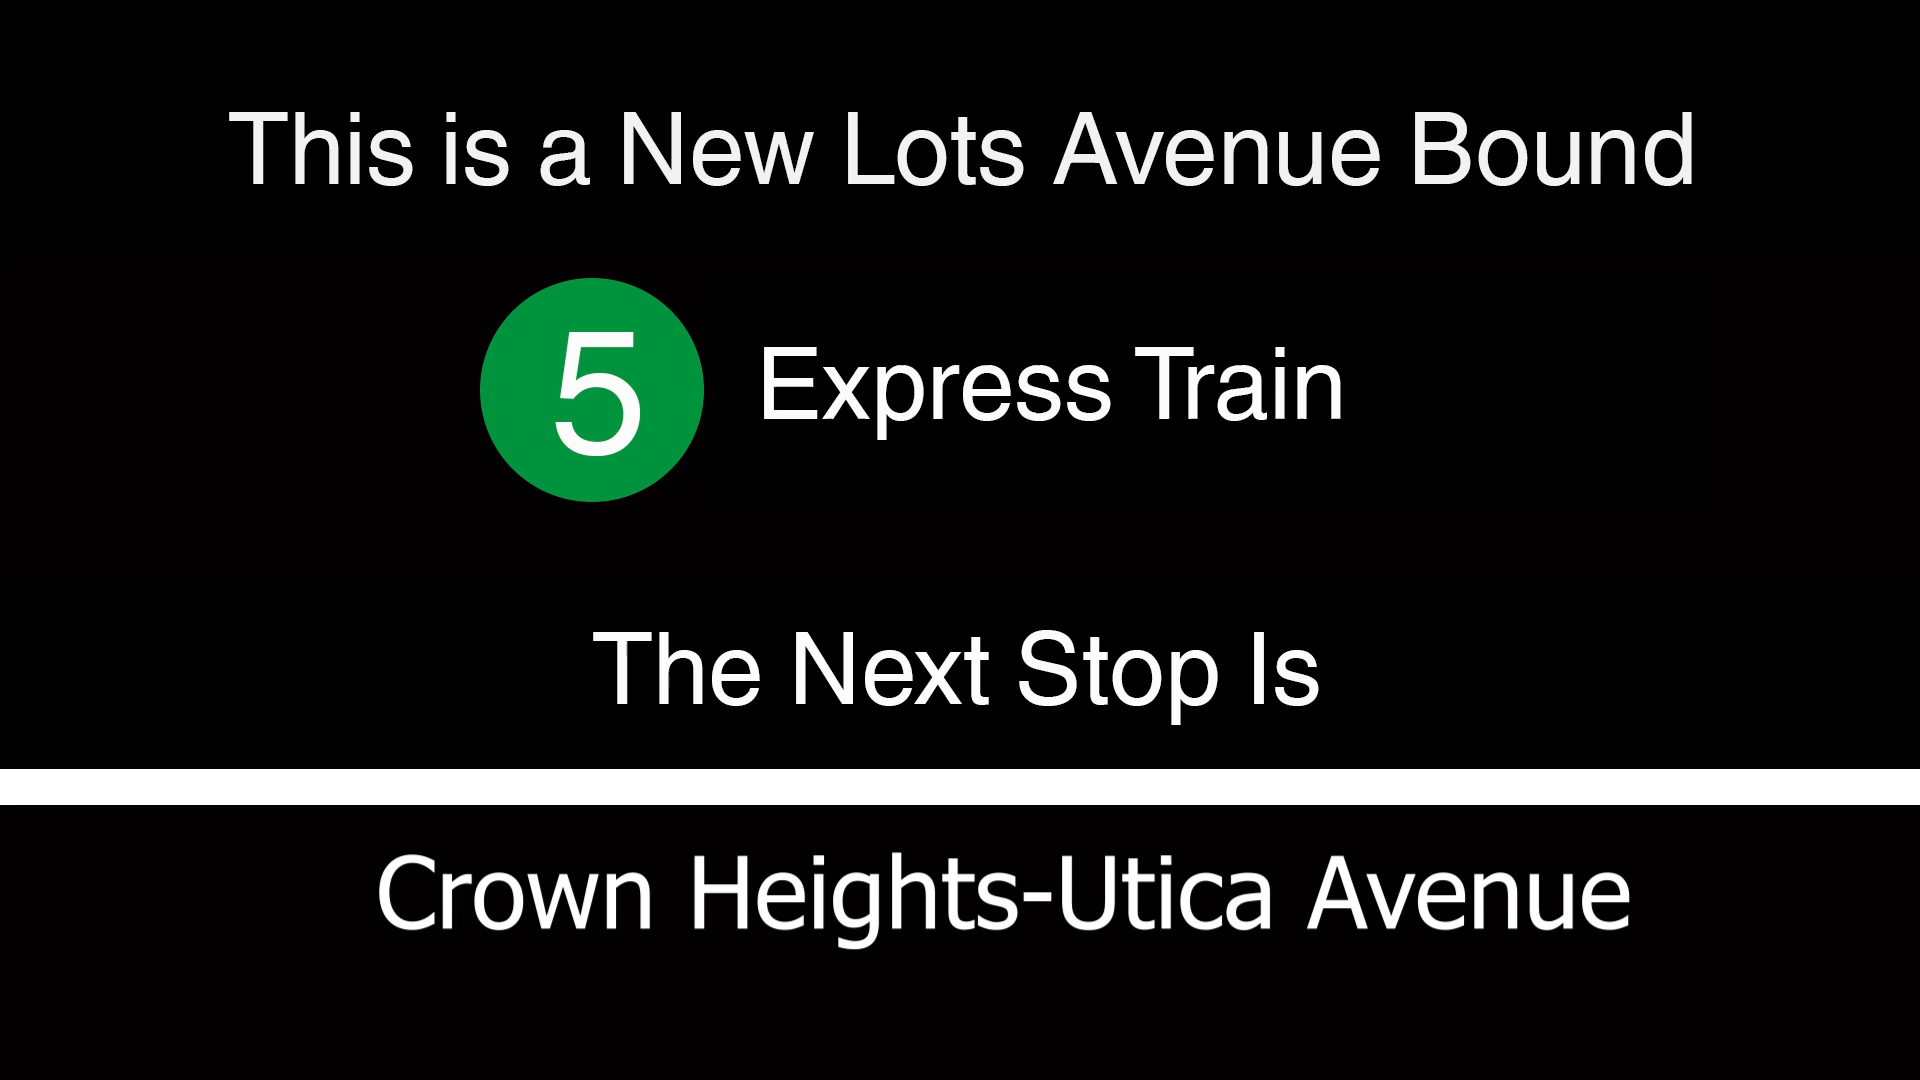 This is a New Lots Avenue Bound
5 Express Train
The Next Stop Is
Crown Heights-Utica Avenue